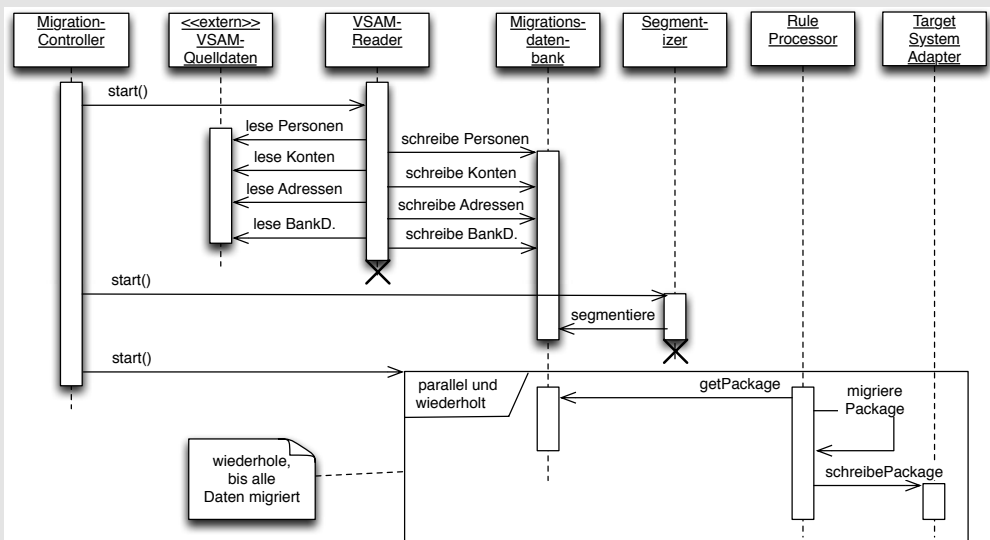 Migration-
Controller
<<extern>>
VSAM-
Quelldaten
VSAM-
Reader
Migrations-
daten-
bank
Segment-
izer
Rule
Processor
Target
System
Adapter
start()
lese Personen
schreibe Personen
lese Konten
schreibe Konten
lese Adressen
schreibe Adressen
lese BankD.
schreibe BankD.
start()
segmentiere
start()
parallel und
wiederholt
getPackage
migriere
Package
schreibePackage
wiederhole,
bis alle
Daten migriert